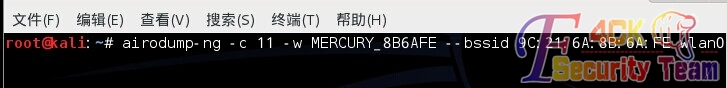 文件(F) 编辑(E) 查看(V) 搜索(S) 终端(T) 帮助(H)
root@kali:~# airodump-ng -c 11 -w MERCURY_8B6AFE --bssid 9C:21:6A:8B:6A:FE wlan0
F4CK
Security Team